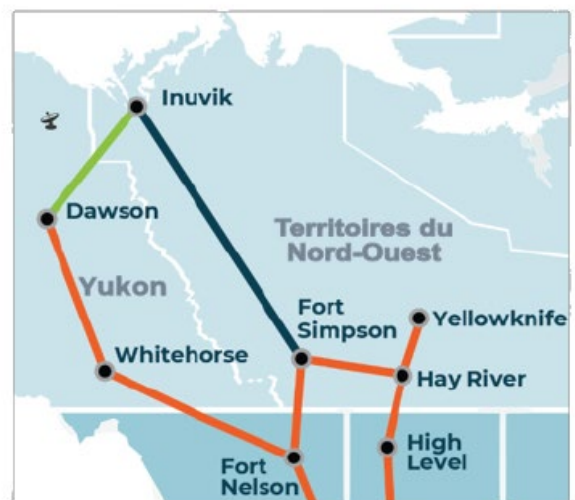 Inuvik
Dawson
Territoires du
Nord-Ouest
Yukon
Fort
Simpson
Yellowknife
Whitehorse
Hay River
High
Level
Fort
Nelson